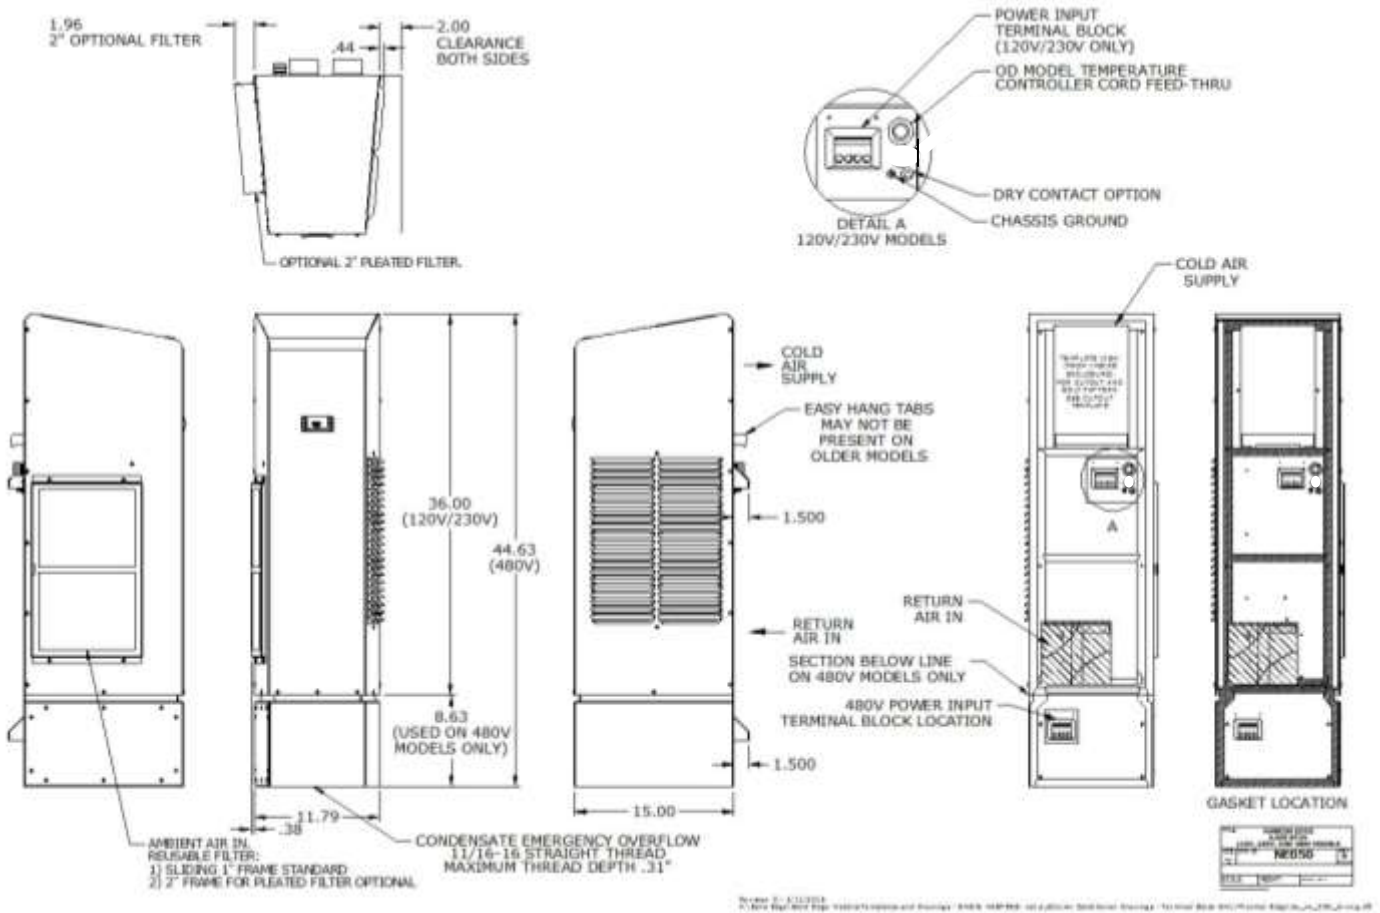 1.96
2" OPTIONAL FILTER
.44
2.00
CLEARANCE
BOTH SIDES
OPTIONAL 2" PLEATED FILTER.
POWER INPUT
TERMINAL BLOCK
(120V/230V ONLY)
OD MODEL TEMPERATURE
CONTROLLER CORD FEED-THRU
DRY CONTACT OPTION
CHASSIS GROUND
DETAIL A
120V/230V MODELS
COLD AIR
SUPPLY
36.00
(120V/230V)
44.63
(480V)
8.63
(USED ON 480V
MODELS ONLY)
11.79
.38
COLD
AIR
SUPPLY
EASY HANG TABS
MAY NOT BE
PRESENT ON
OLDER MODELS
1.500
RETURN
AIR IN
1.500
15.00
A
RETURN
AIR IN
SECTION BELOW LINE
ON 480V MODELS ONLY
480V POWER INPUT
TERMINAL BLOCK LOCATION
GASKET LOCATION
AMBIENT AIR IN.
REUSABLE FILTER:
1) SLIDING 1" FRAME STANDARD
2) 2" FRAME FOR PLEATED FILTER OPTIONAL
CONDENSATE EMERGENCY OVERFLOW
11/16-16 STRAIGHT THREAD
MAXIMUM THREAD DEPTH .31"
NE050